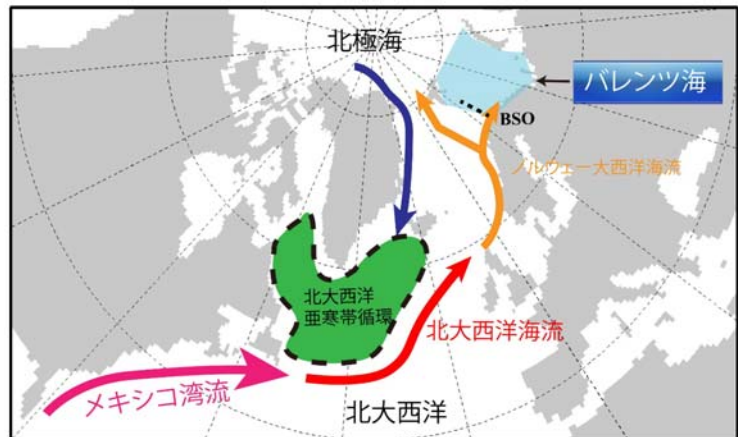 北極海
バレンツ海
BSO
ノルウェー大西洋海流
北大西洋
亜寒帯循環
北大西洋海流
メキシコ湾流
北大西洋